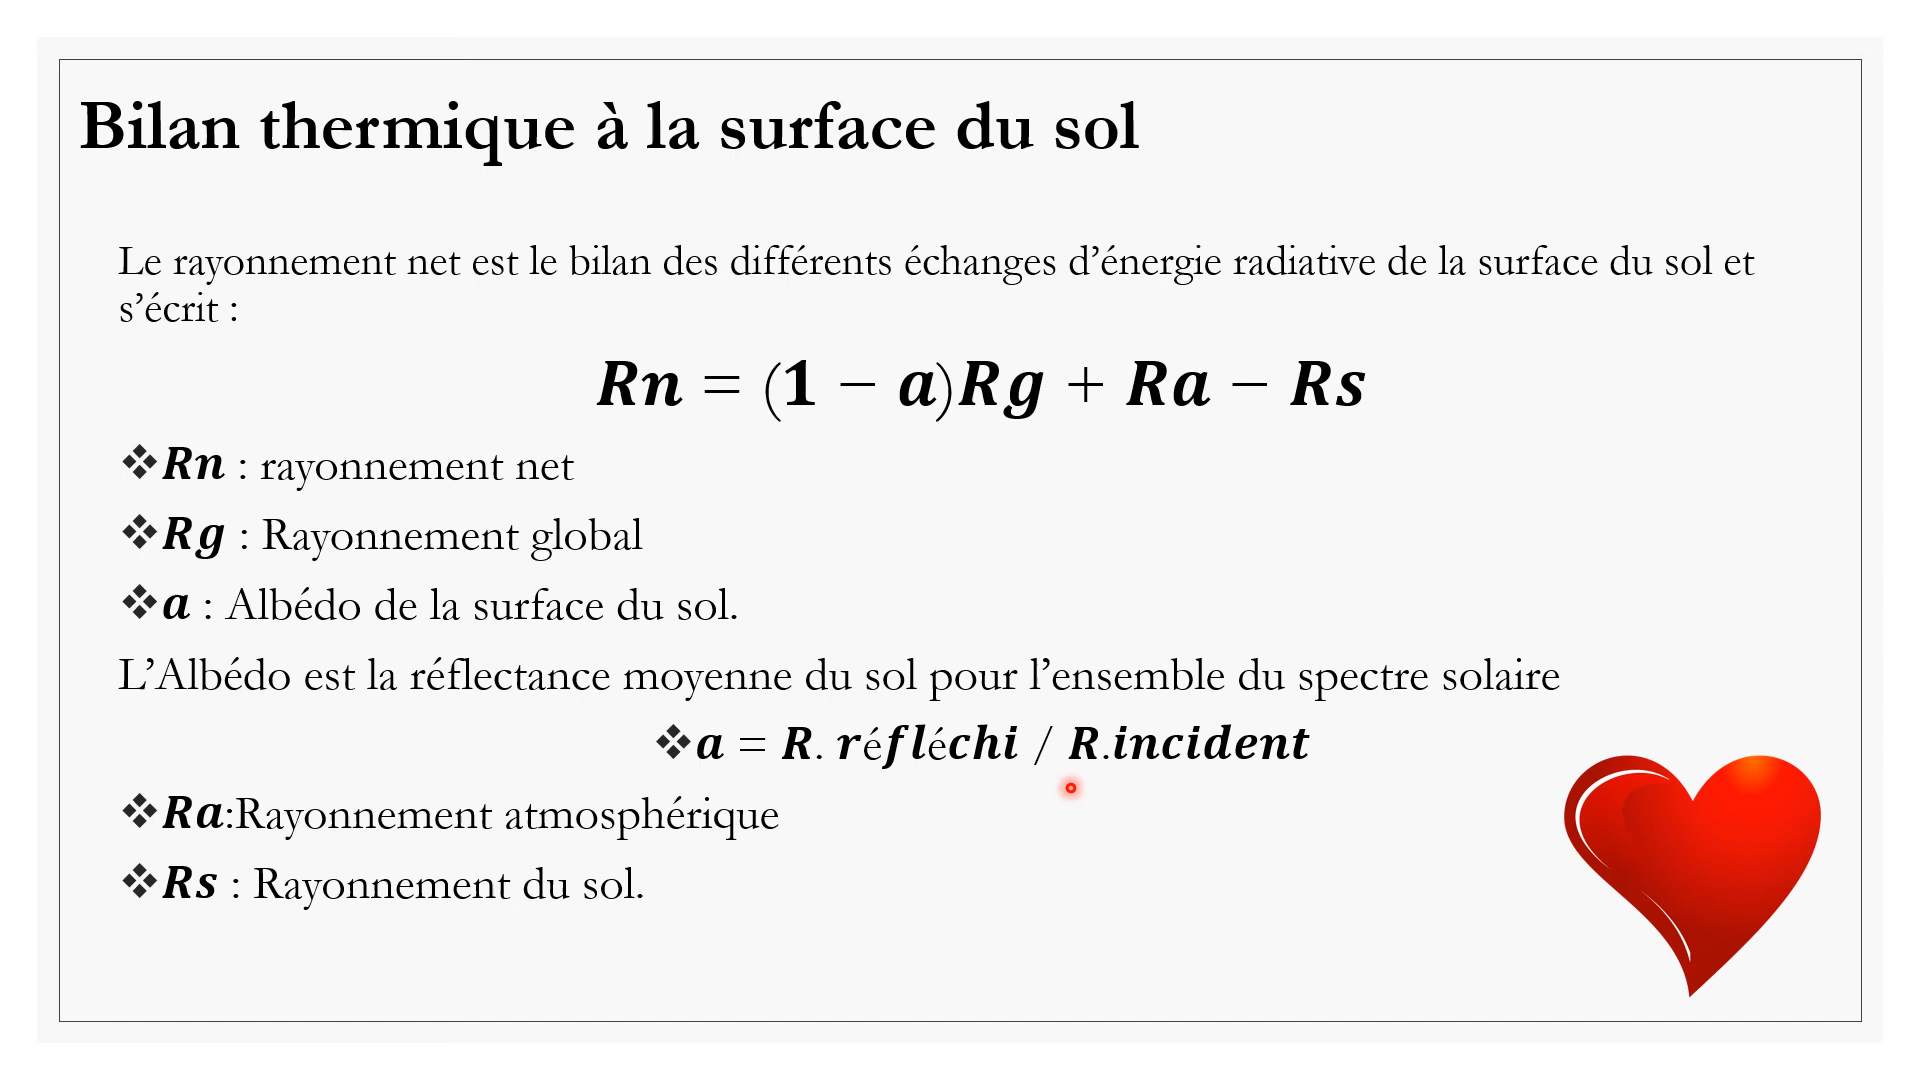 Bilan thermique à la surface du sol
Le rayonnement net est le bilan des différents échanges d’énergie radiative de la surface du sol et
s’écrit :
Rn = (1 − a)Rg + Ra − Rs
❖Rn : rayonnement net
❖Rg : Rayonnement global
❖a : Albédo de la surface du sol.
L’Albédo est la réflectance moyenne du sol pour l’ensemble du spectre solaire
❖a = R. réfléchi / R.incident
❖Ra:Rayonnement atmosphérique
❖Rs : Rayonnement du sol.